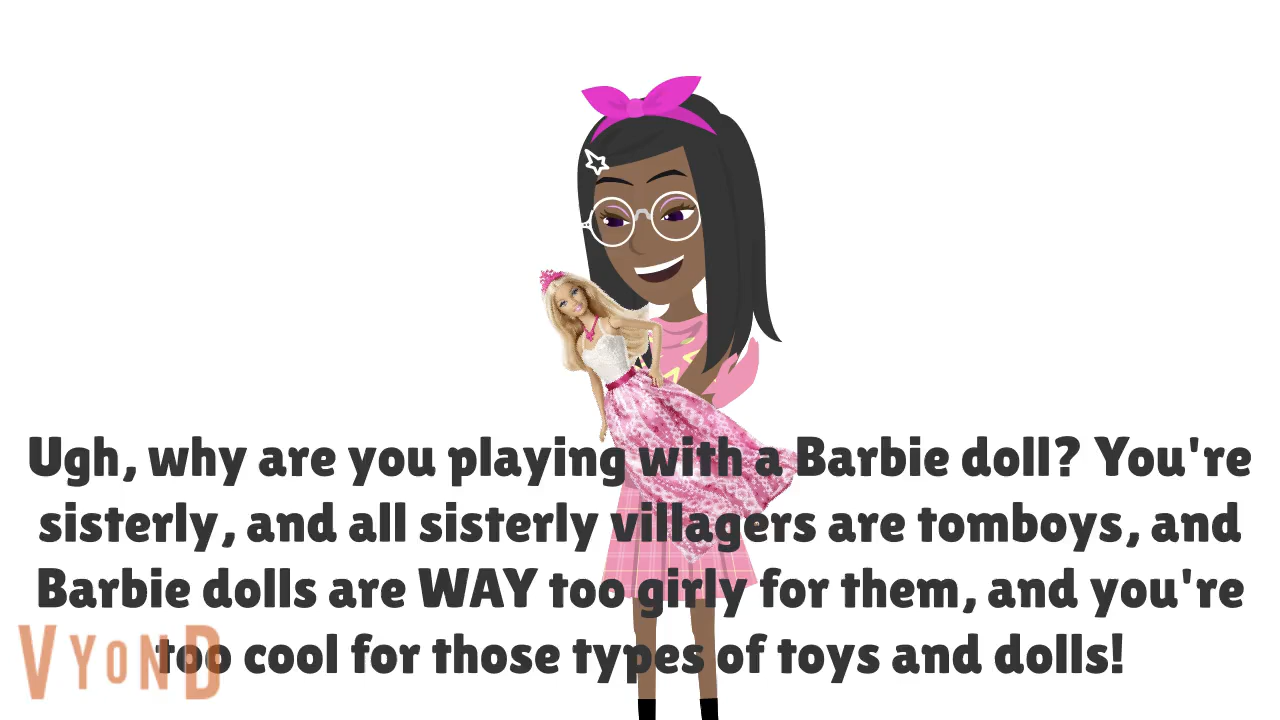 Ugh, why are you playing with a Barbie doll? You're
sisterly, and all sisterly villagers are tomboys, and
Barbie dolls are WAY too girly for them, and you're
too cool for those types of toys and dolls!
VYOND